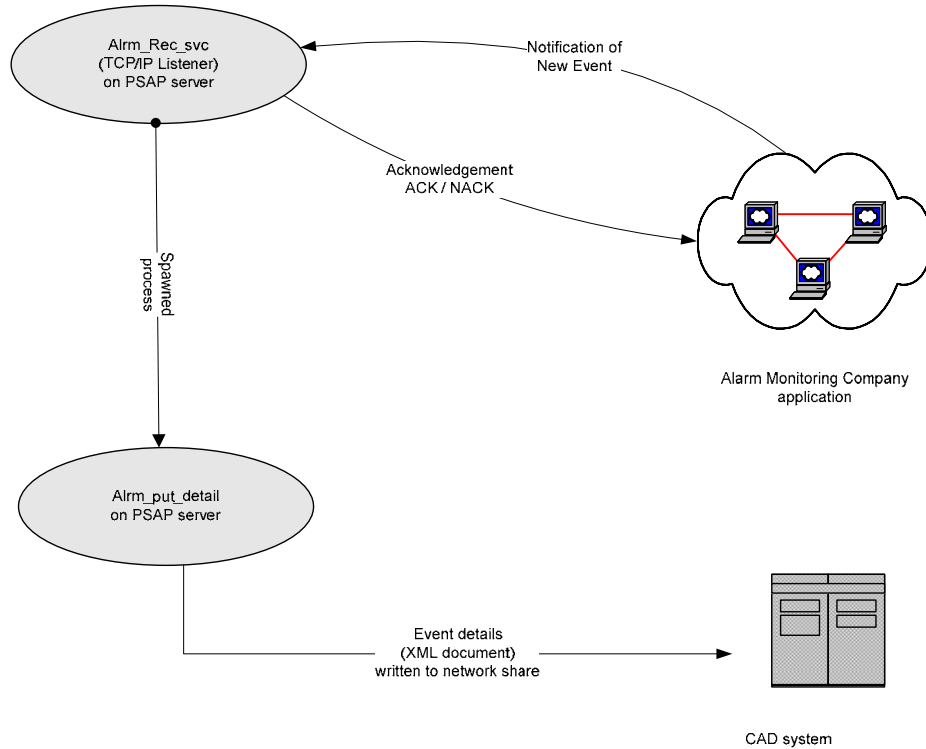 Alrm_Rec_svc
(TCP/IP Listener)
on PSAP server
Notification of
New Event
Acknowledgement
ACK / NACK
Spawned
process
Alarm Monitoring Company
application
Alrm_put_detail
on PSAP server
Event details
(XML document)
written to network share
CAD system